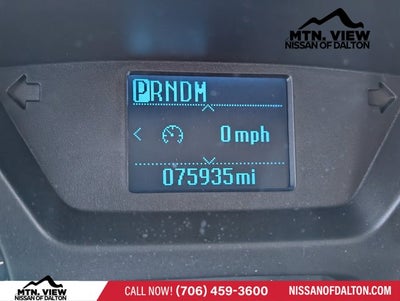 MTN. VIEW
NISSAN OF DALTON
PRNDM
0 mph
075935mi
MTN. VIEW
NISSAN OF DALTON
CALL NOW! (706) 459-3600
NISSANOFDALTON.COM